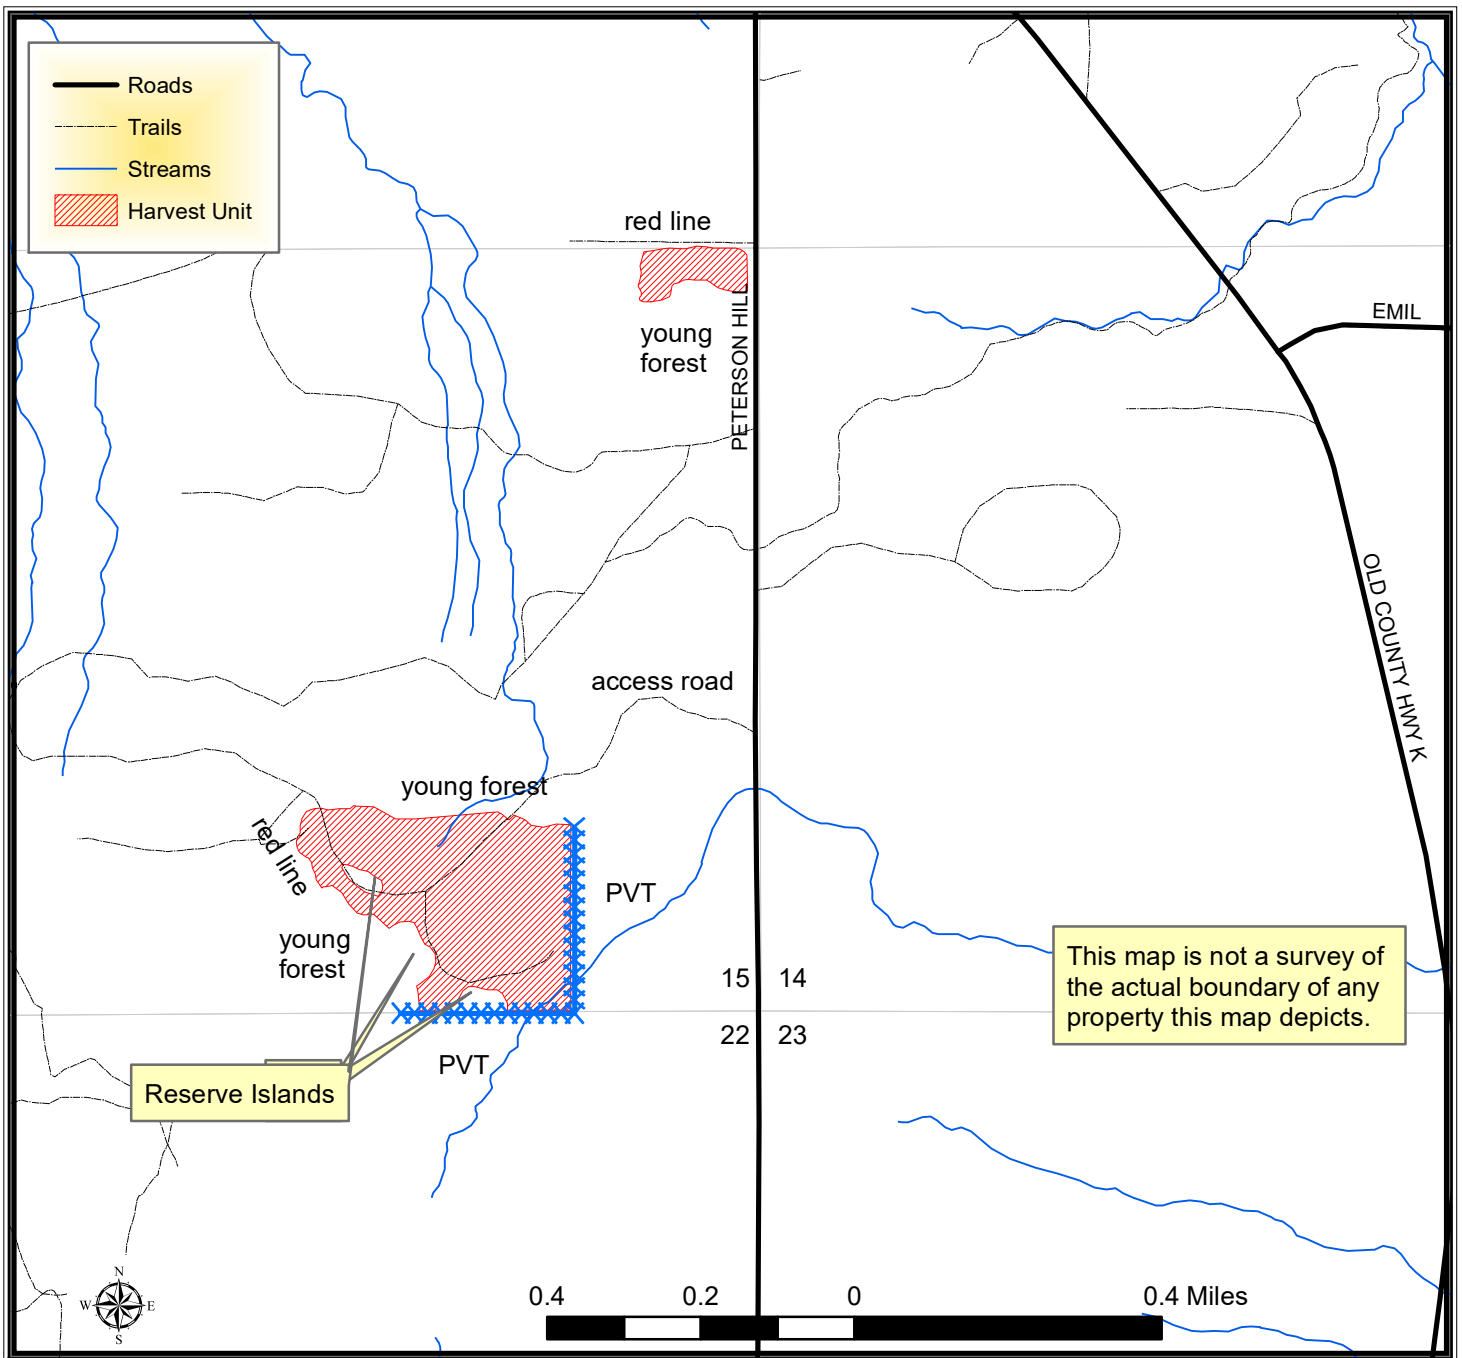 Roads
Trails
Streams
Harvest Unit
red line
young
forest
PETERSON HILL
EMIL
OLD COUNTY HWY K
access road
young forest
red line
PVT
young
forest
15 14
22 23
This map is not a survey of
the actual boundary of any
property this map depicts.
PVT
Reserve Islands
N
W E
S
0.4 0.2 0 0.4 Miles